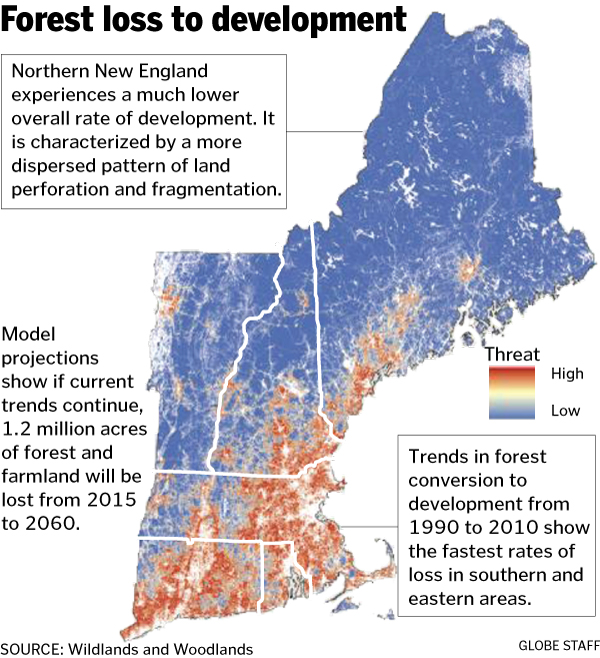 Forest loss to development
Northern New England
experiences a much lower
overall rate of development. It
is characterized by a more
dispersed pattern of land
perforation and fragmentation.
Model
projections
show if current
trends continue,
1.2 million acres
of forest and
farmland will be
lost from 2015
to 2060.
Threat
High
Low
Trends in forest
conversion to
development from
1990 to 2010 show
the fastest rates of
loss in southern and
eastern areas.
SOURCE: Wildlands and Woodlands
GLOBE STAFF